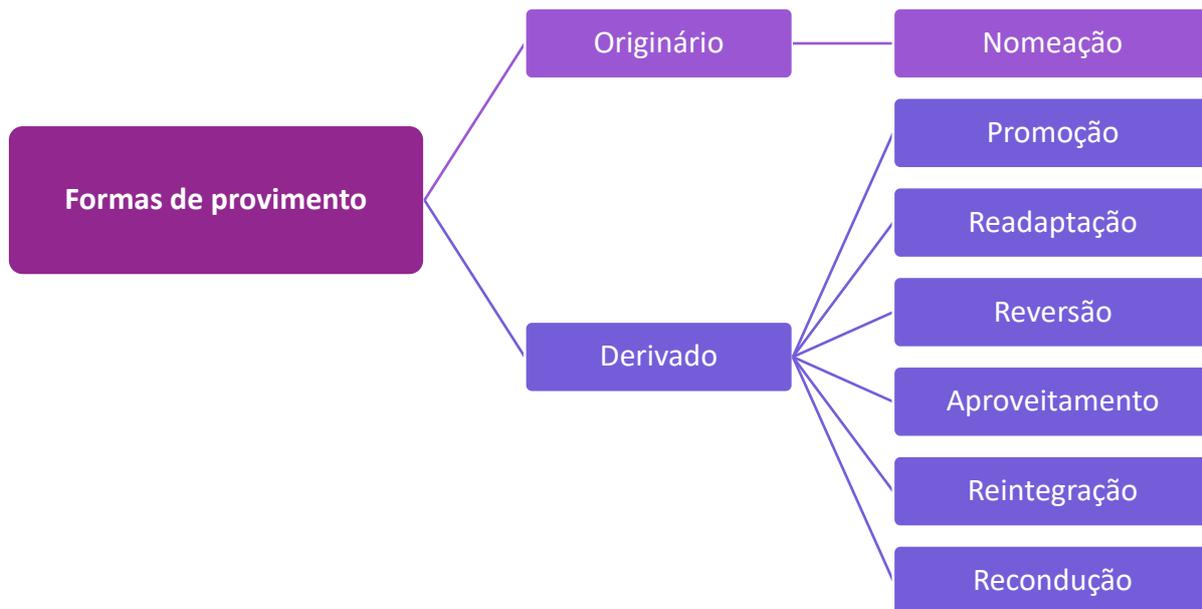 Formas de provimento
Originário
Nomeação
Derivado
Promoção
Readaptação
Reversão
Aproveitamento
Reintegração
Recondução